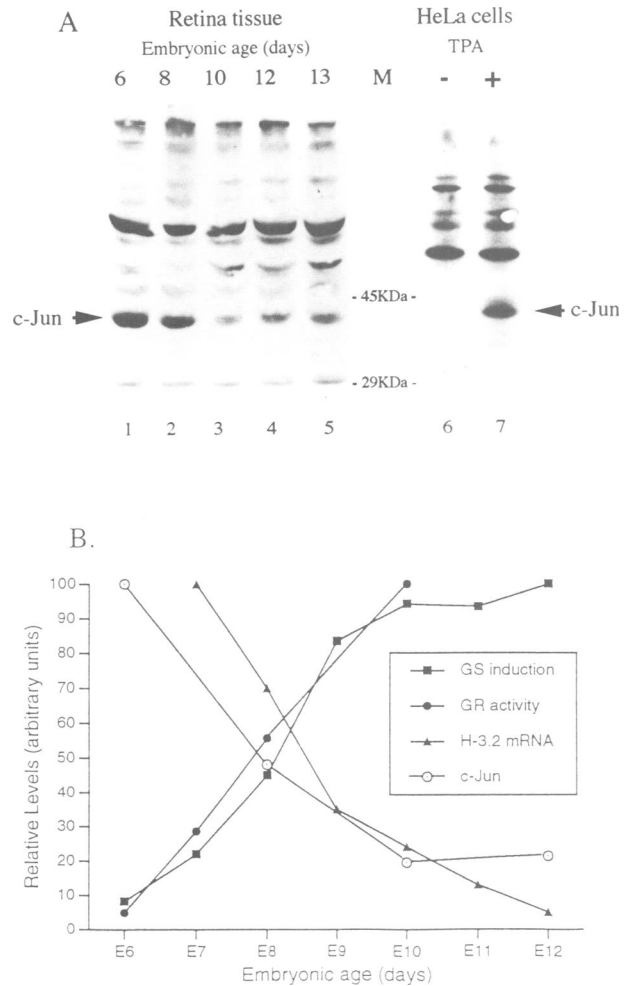 A
Retina tissue
HeLa cells
Embryonic age (days)
TPA
6 8 10 12 13 M - +
- 45KDa -
c-Jun
c-Jun
- 29KDa -
1 2 3 4 5 6 7
B.
Relative Levels (arbitrary units)
100
90
80
70
60
50
40
30
20
10
0
GS induction
GR activity
H-3.2 mRNA
c-Jun
E6 E7 E8 E9 E10 E11 E12
Embryonic age (days)